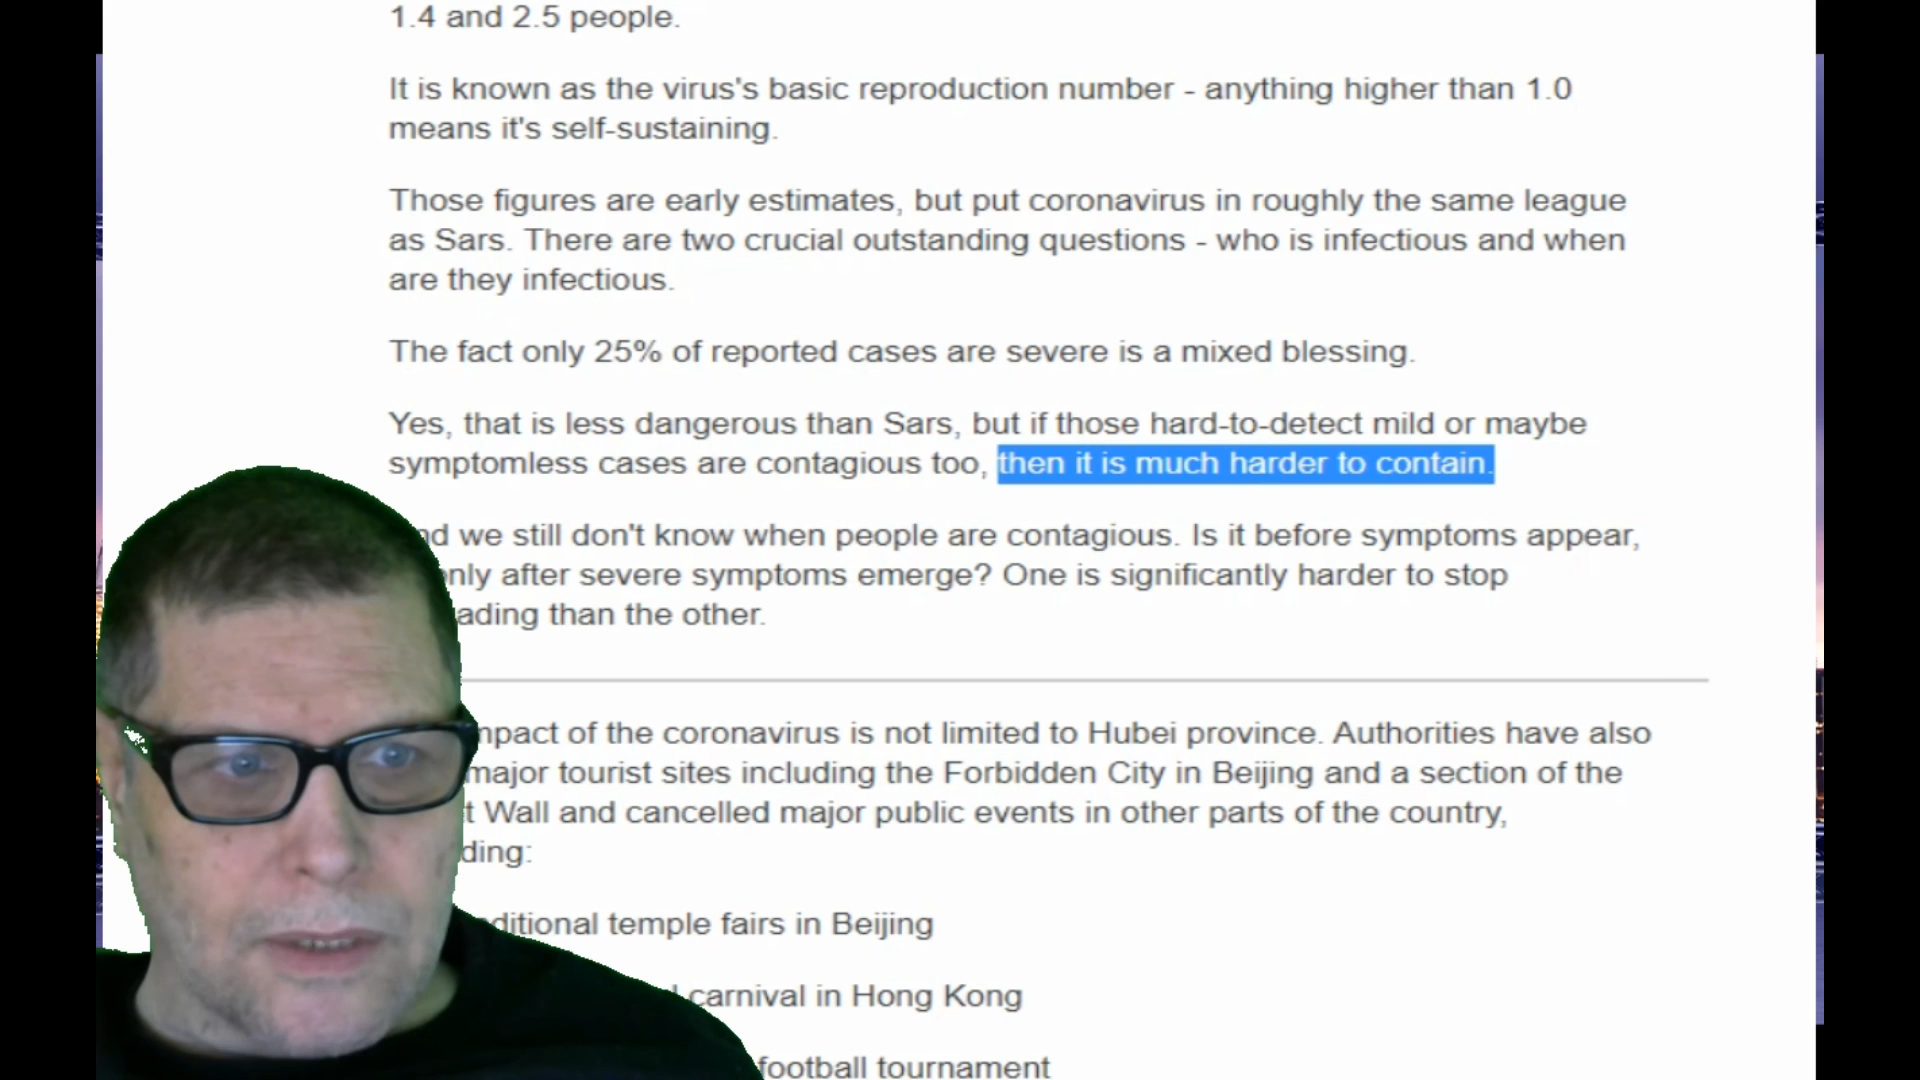 1.4 and 2.5 people.
It is known as the virus's basic reproduction number - anything higher than 1.0
means it's self-sustaining.
Those figures are early estimates, but put coronavirus in roughly the same league
as Sars. There are two crucial outstanding questions - who is infectious and when
are they infectious.
The fact only 25% of reported cases are severe is a mixed blessing.
Yes, that is less dangerous than Sars, but if those hard-to-detect mild or maybe
symptomless cases are contagious too, then it is much harder to contain.
we still don't know when people are contagious. Is it before symptoms appear,
after severe symptoms emerge? One is significantly harder to stop
than the other.
of the coronavirus is not limited to Hubei province. Authorities have also
major tourist sites including the Forbidden City in Beijing and a section of the
Wall and cancelled major public events in other parts of the country,
temple fairs in Beijing
carnival in Hong Kong
football tournament